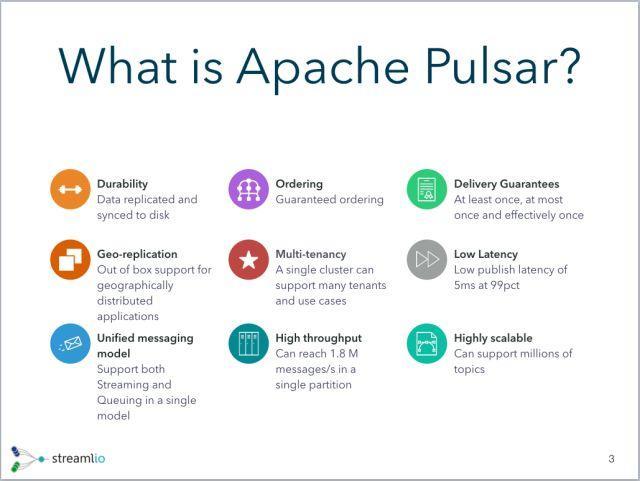 What is Apache Pulsar?
Durability
Data replicated and
synced to disk
Ordering
Guaranteed ordering
Delivery Guarantees
At least once, at most
once and effectively once
Geo-replication
Out of box support for
geographically
distributed
applications
Multi-tenancy
A single cluster can
support many tenants
and use cases
Low Latency
Low publish latency of
5ms at 99pct
Unified messaging
model
Support both
Streaming and
Queuing in a single
model
High throughput
Can reach 1.8 M
messages/s in a
single partition
Highly scalable
Can support millions of
topics
streamlio
3